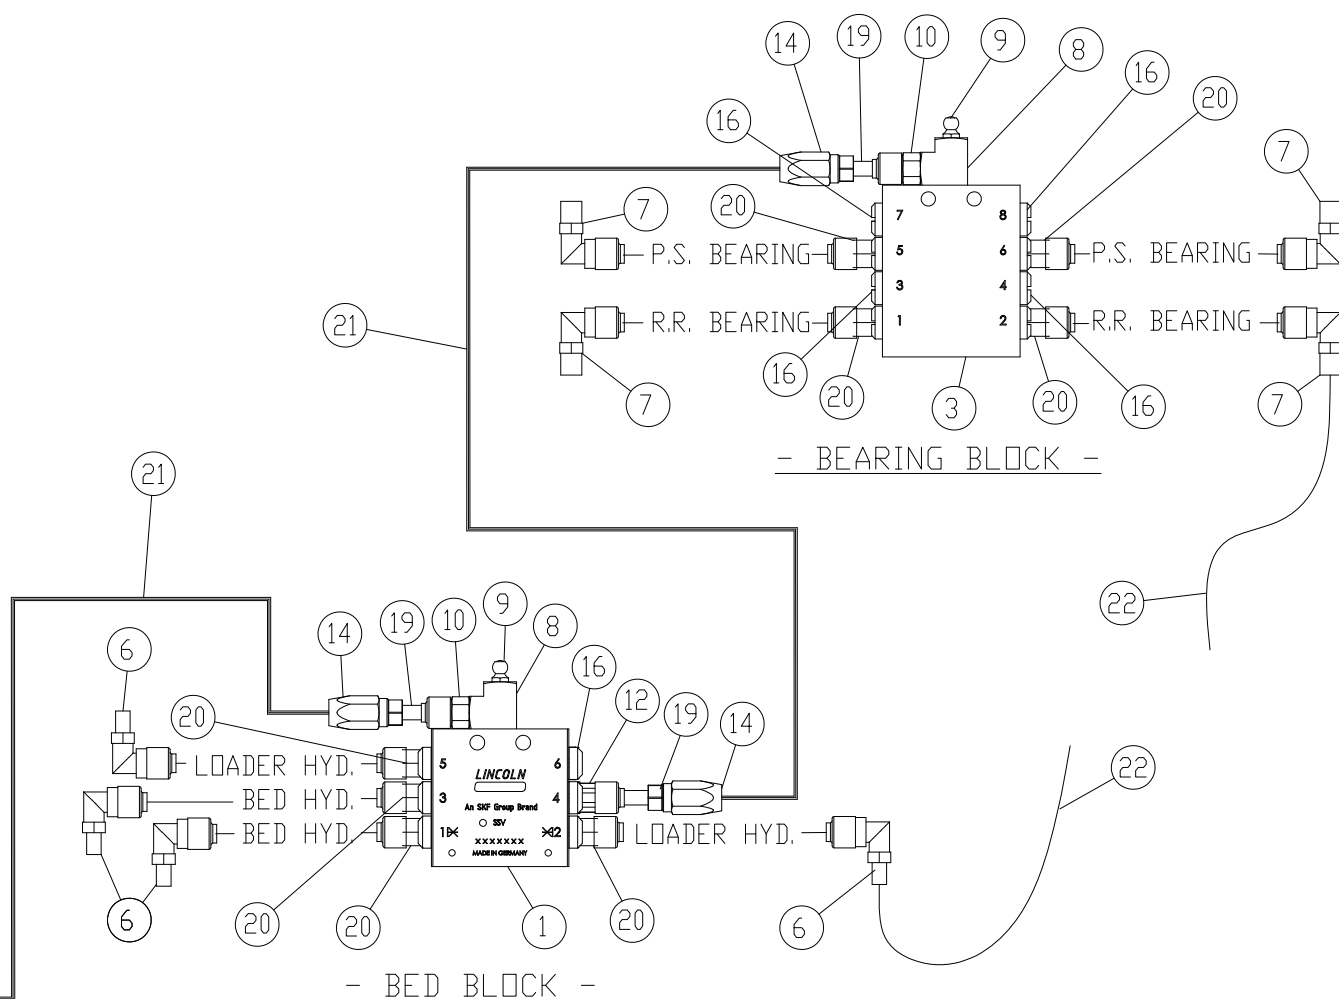 14 19 10 9 8 16 20
16
7 20 7
7 8
P.S. BEARING 5 6 P.S. BEARING
3 4
21 R.R. BEARING 1 2 R.R. BEARING
16 20 20 16
7 3 7
- BEARING BLOCK -
21
22
14 19 10 9 8
6 16 12 19 14
20
LOADER HYD. 5 6
LINCOLN
BED HYD. 3 4
An SKF Group Brand
SSV
BED HYD. 1 2 LOADER HYD.
xxxxxxx
MADE IN GERMANY
22
6 20 20 1 20 6
- BED BLOCK -